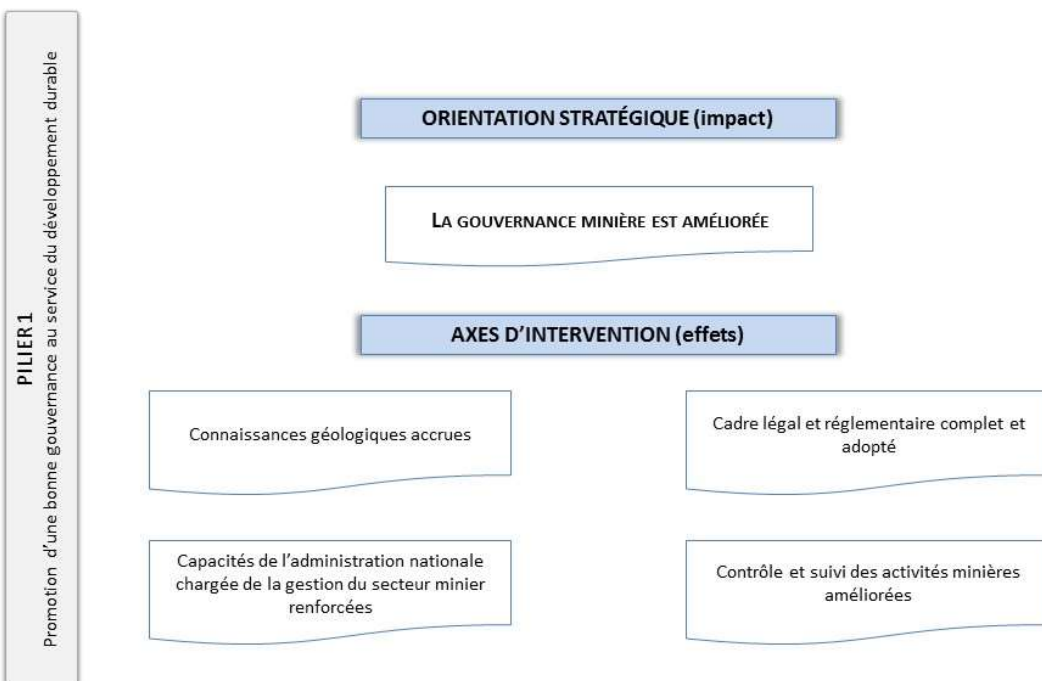 PILIER 1
Promotion d’une bonne gouvernance au service du développement durable
ORIENTATION STRATÉGIQUE (impact)
LA GOUVERNANCE MINIÈRE EST AMÉLIORÉE
AXES D’INTERVENTION (effets)
Connaissances géologiques accrues
Cadre légal et réglementaire complet et
adopté
Capacités de l’administration nationale
chargée de la gestion du secteur minier
renforcées
Contrôle et suivi des activités minières
améliorées